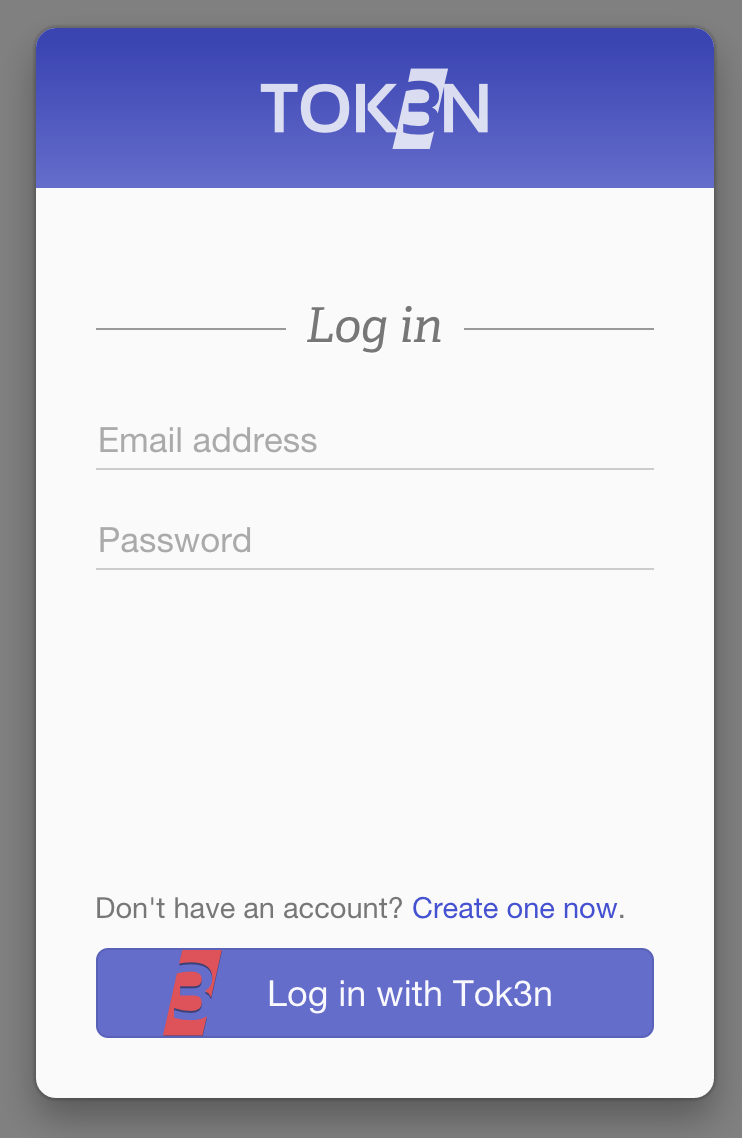 TOK3N
Log in
Email address
Password
Don't have an account? Create one now.
3 Log in with Tok3n